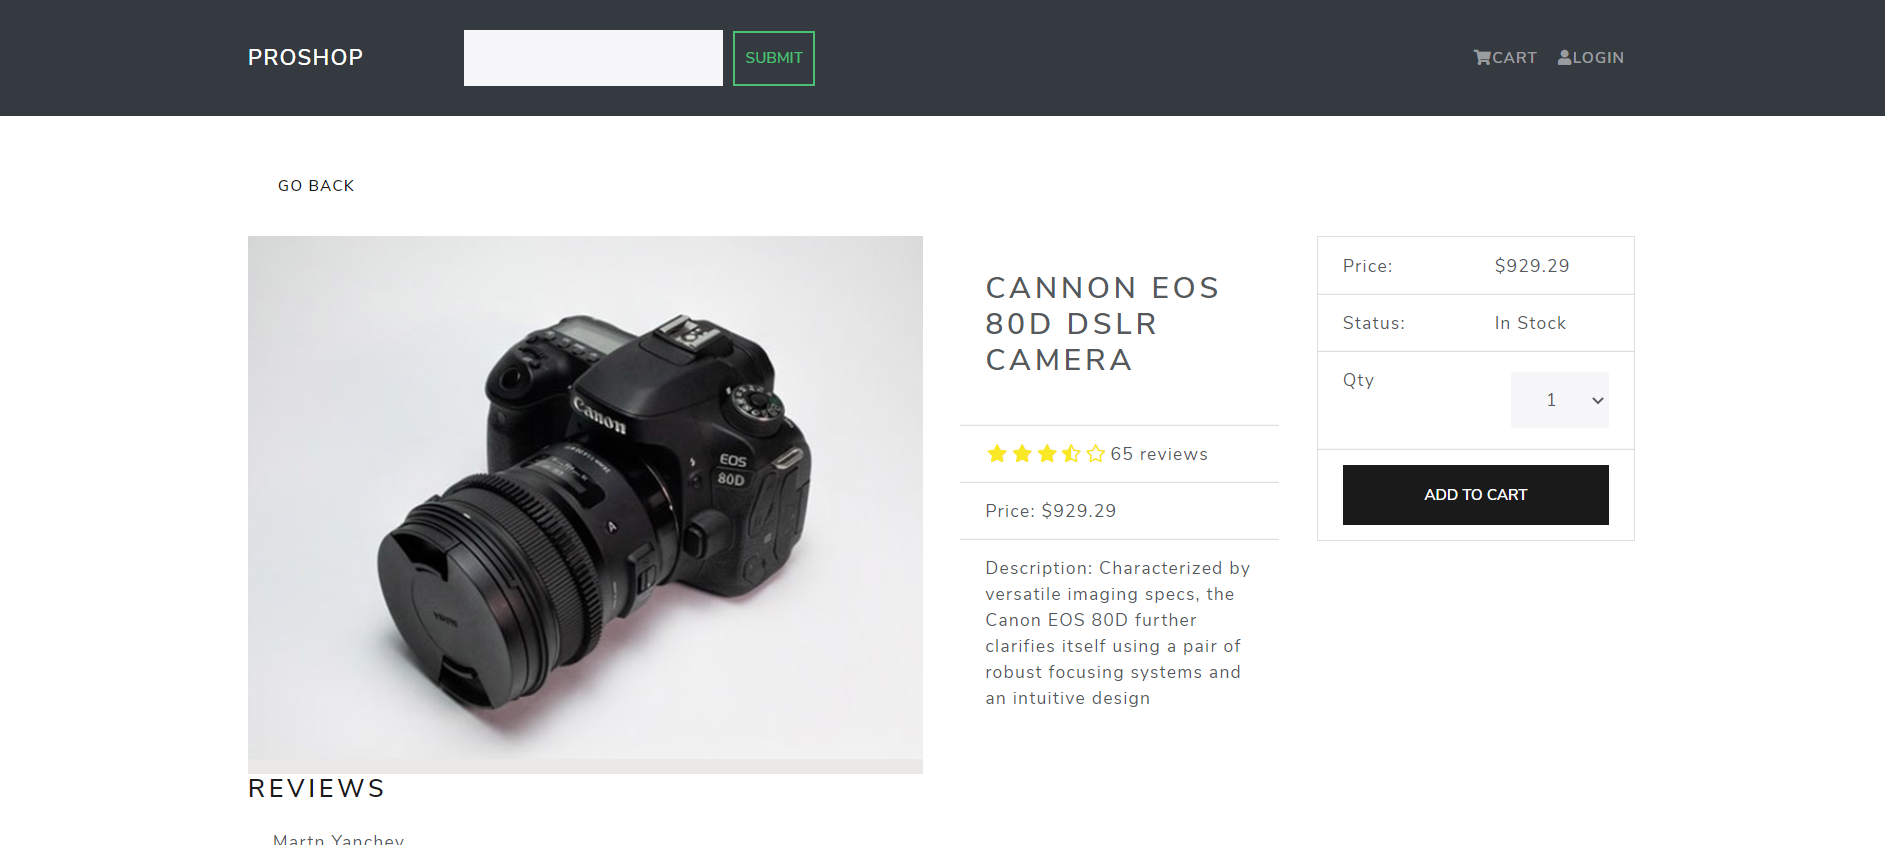 PROSHOP
SUBMIT
CART
LOGIN
GO BACK
Canon
EOS
80D
A
CANNON EOS
80D DSLR
CAMERA
65 reviews
Price: $929.29
Description: Characterized by
versatile imaging specs, the
Canon EOS 80D further
clarifies itself using a pair of
robust focusing systems and
an intuitive design
Price: $929.29
Status: In Stock
Qty 1
ADD TO CART
REVIEWS
Martn Yanchev